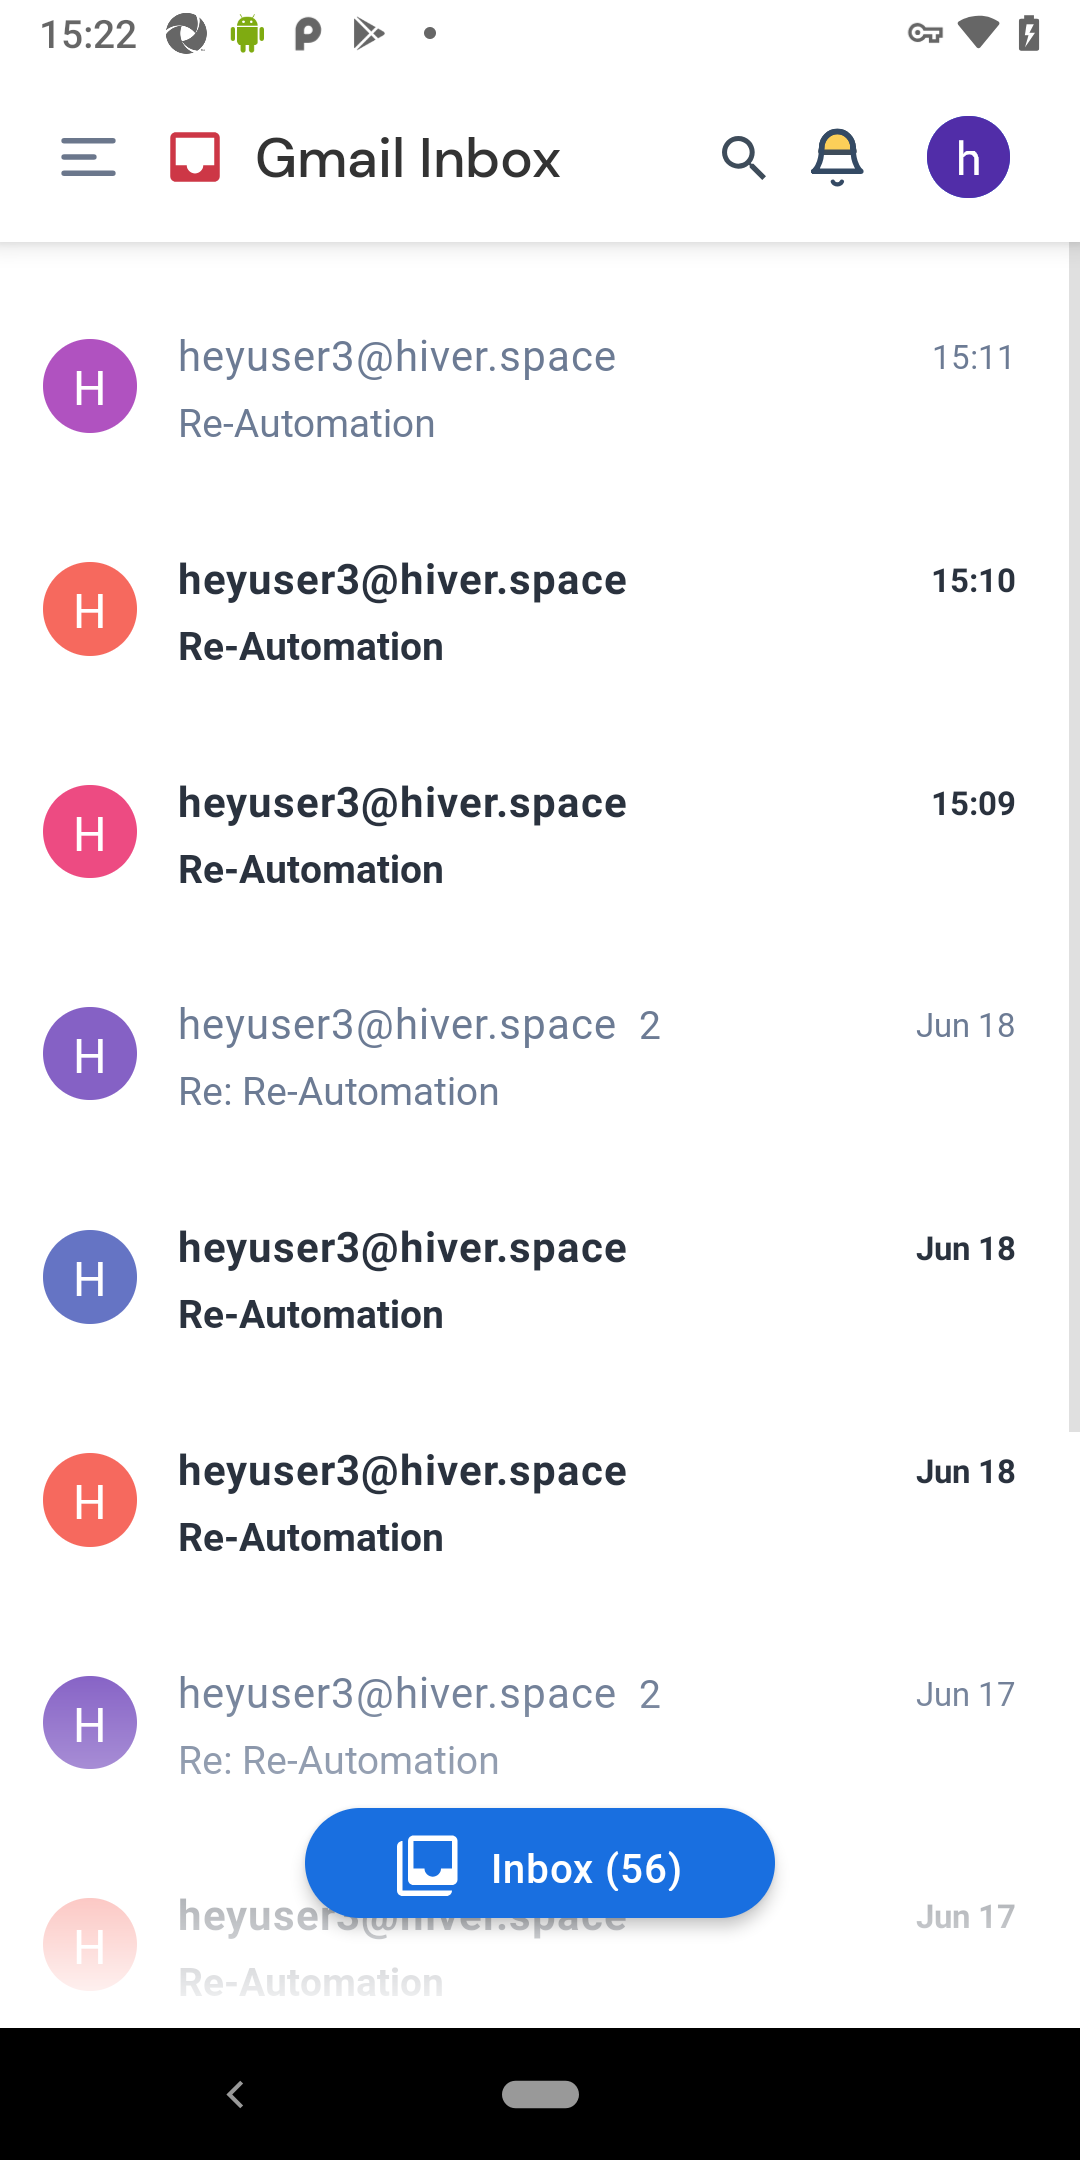 15:22
Gmail Inbox
h
H
heyuser3@hiver.space
15:11
Re-Automation
H
heyuser3@hiver.space
15:10
Re-Automation
H
heyuser3@hiver.space
15:09
Re-Automation
H
heyuser3@hiver.space 2
Jun 18
Re: Re-Automation
H
heyuser3@hiver.space
Jun 18
Re-Automation
H
heyuser3@hiver.space
Jun 18
Re-Automation
H
heyuser3@hiver.space 2
Jun 17
Re: Re-Automation
Inbox (56)
H
heyuser3@hiver.space
Jun 17
Re-Automation